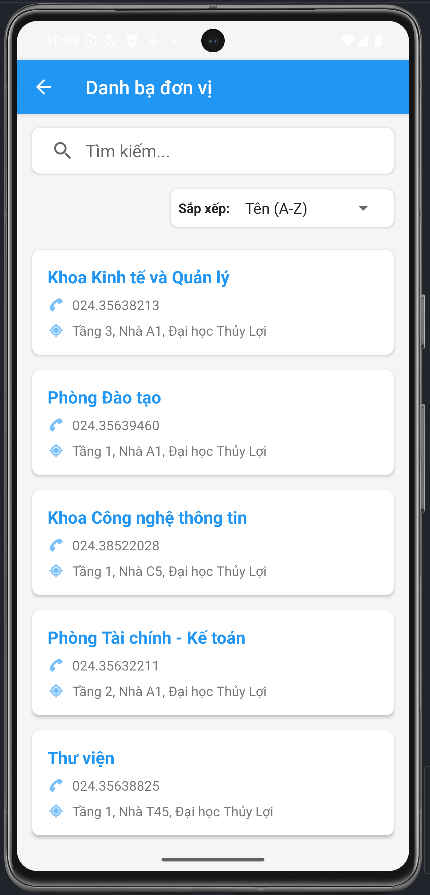 10:09
Danh bạ đơn vị
Tìm kiếm...
Sắp xếp: Tên (A-Z)
Khoa Kinh tế và Quản lý
024.35638213
Tầng 3, Nhà A1, Đại học Thủy Lợi
Phòng Đào tạo
024.35639460
Tầng 1, Nhà A1, Đại học Thủy Lợi
Khoa Công nghệ thông tin
024.38522028
Tầng 1, Nhà C5, Đại học Thủy Lợi
Phòng Tài chính - Kế toán
024.35632211
Tầng 2, Nhà A1, Đại học Thủy Lợi
Thư viện
024.35638825
Tầng 1, Nhà T45, Đại học Thủy Lợi